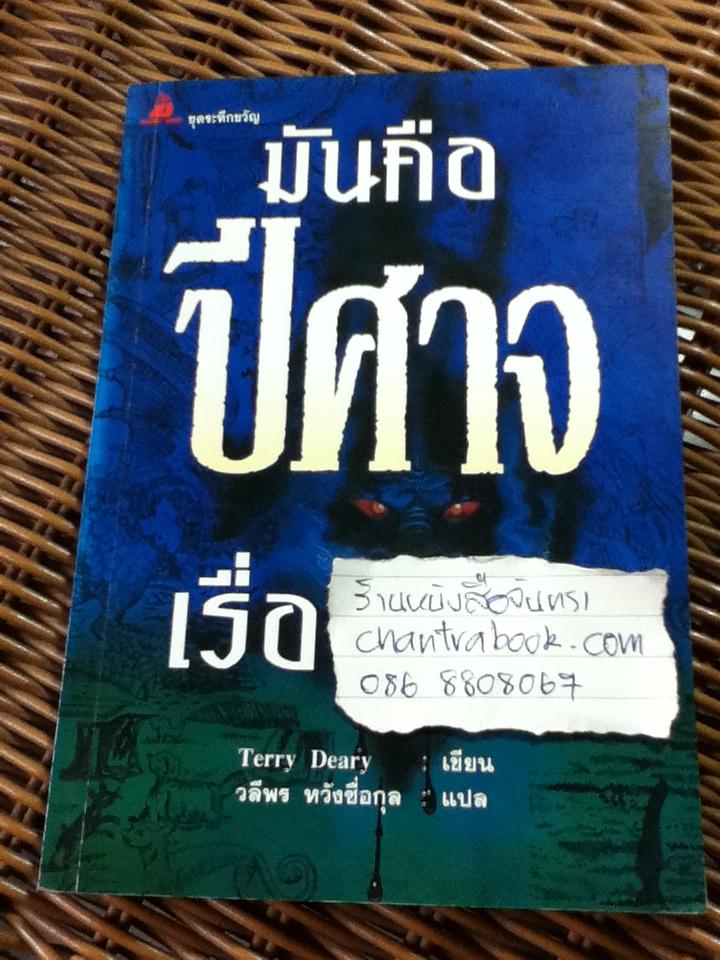 ชุดระทึกขวัญ
มันคือ
ปีศาจ
เรื่อ
ร้านหนังสือจันทรา
chantrabook.com
086 8808067
Terry Deary : เขียน
วลีพร หวังซื่อกุล : แปล